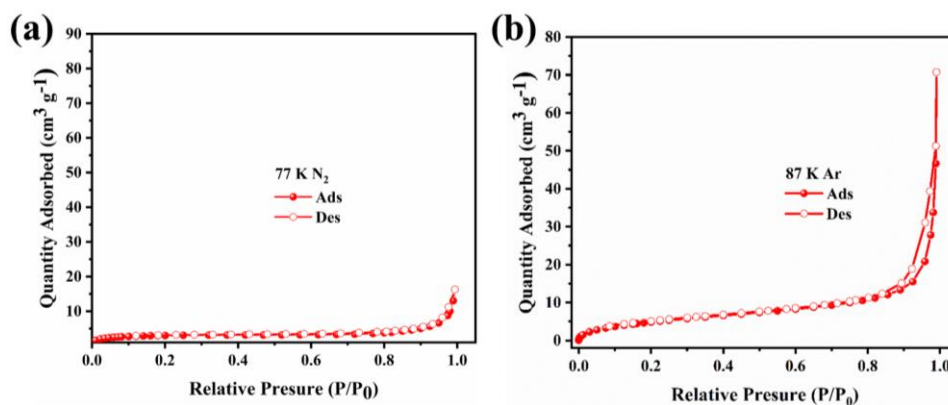 (a)
90
80
70
60
50
40
30
20
10
Quantity Adsorbed (cm³ g⁻¹)
77 K N₂
Ads
Des
0.0 0.2 0.4 0.6 0.8 1.0
Relative Presure (P/P0)
(b)
80
70
60
50
40
30
20
10
0
Quantity Adsorbed (cm³ g⁻¹)
87 K Ar
Ads
Des
0.0 0.2 0.4 0.6 0.8 1.0
Relative Pressure (P/P₀)